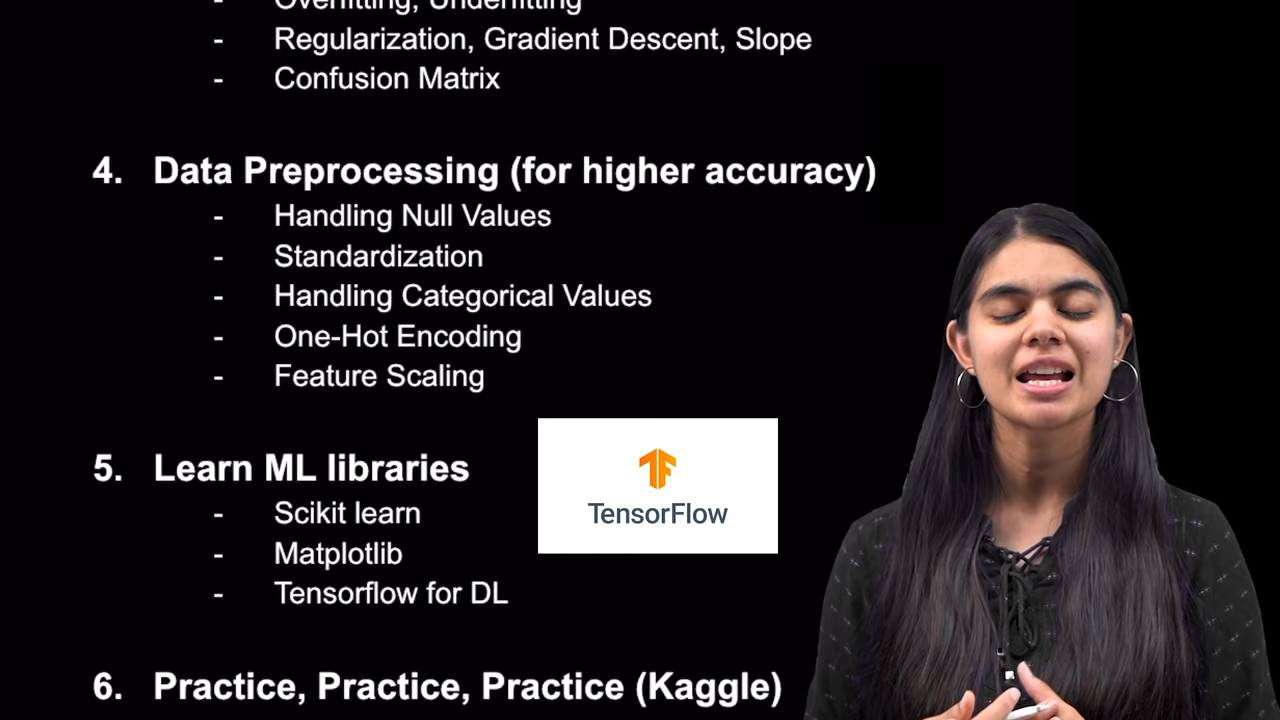 - Overfitting, Underfitting
- Regularization, Gradient Descent, Slope
- Confusion Matrix
4. Data Preprocessing (for higher accuracy)
- Handling Null Values
- Standardization
- Handling Categorical Values
- One-Hot Encoding
- Feature Scaling
5. Learn ML libraries
- Scikit learn
- Matplotlib
- Tensorflow for DL
TensorFlow
6. Practice, Practice, Practice (Kaggle)